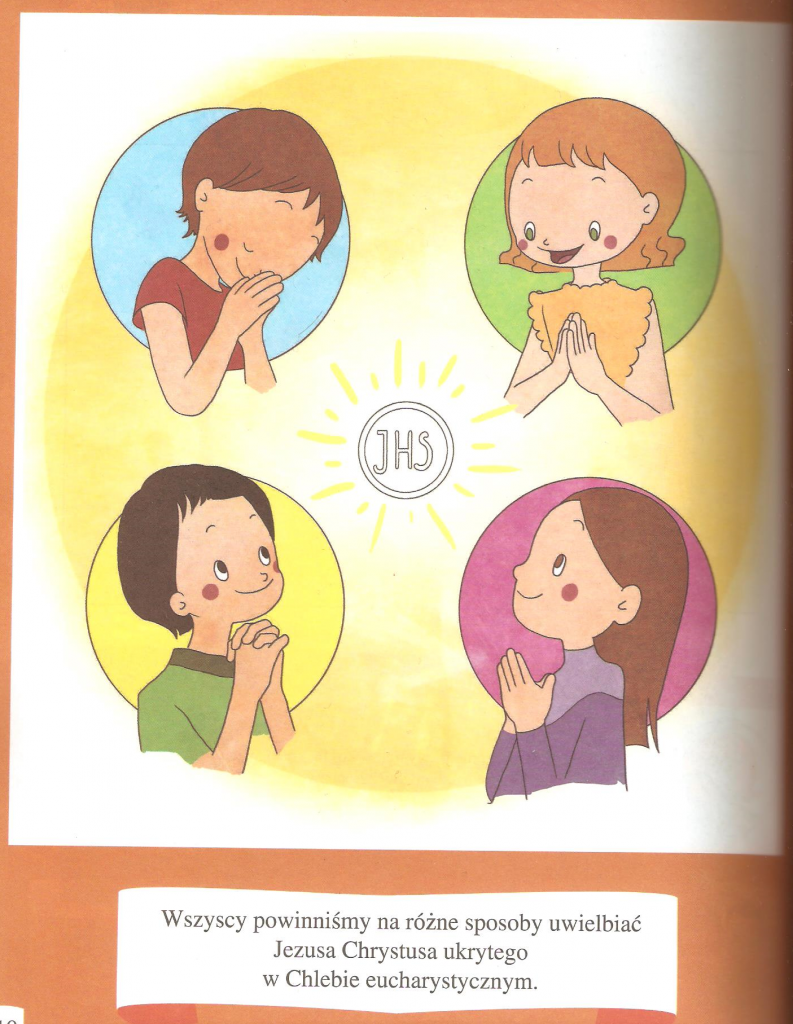 JHS
Wszyscy powinniśmy na różne sposoby uwielbiać
Jezusa Chrystusa ukrytego
w Chlebie eucharystycznym.